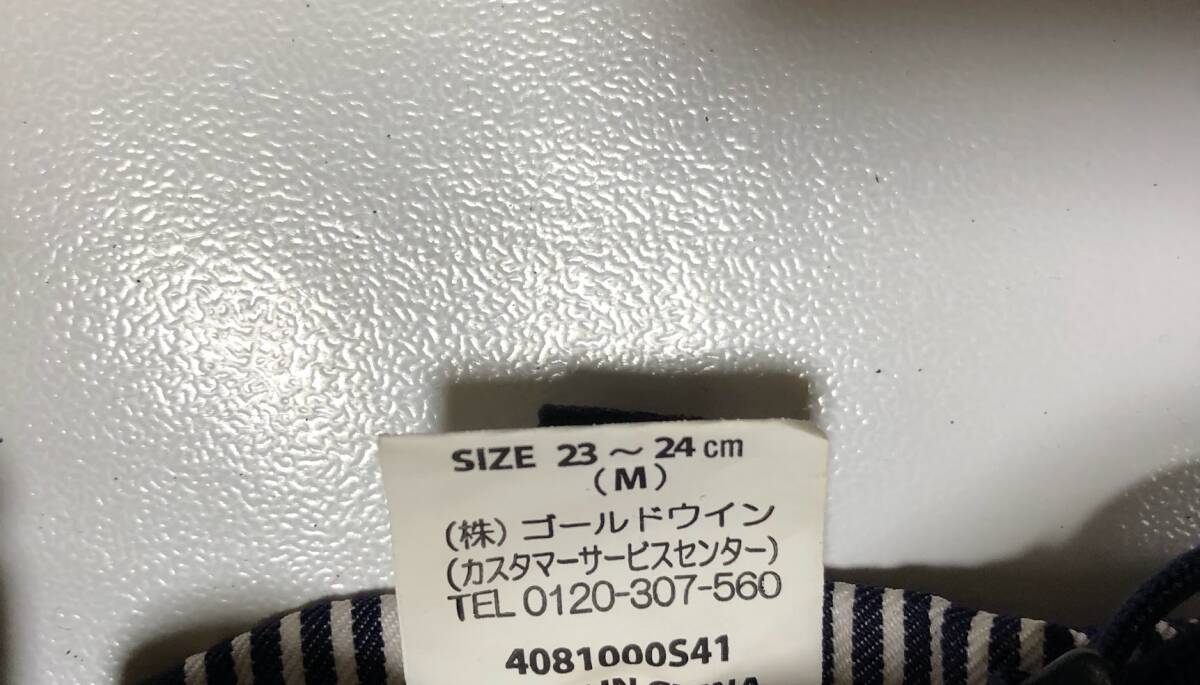 SIZE 23～24cm
(M)
(株)ゴールドウイン
(カスタマーサービスセンター)
TEL 0120-307-560
4081000S41